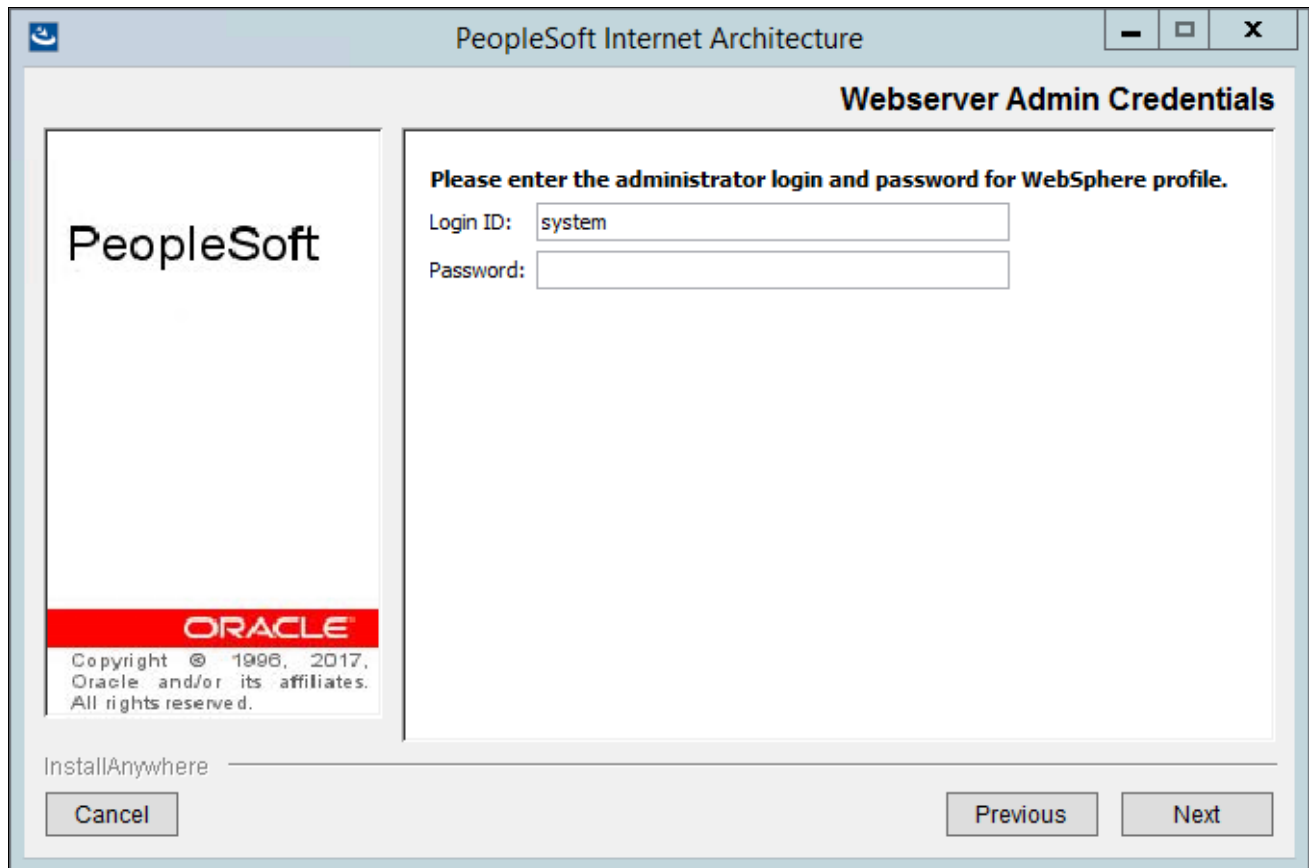 PeopleSoft Internet Architecture
Webserver Admin Credentials
PeopleSoft
ORACLE
Copyright © 1996, 2017,
Oracle and/or its affiliates.
All rights reserved.
Please enter the administrator login and password for WebSphere profile.
Login ID: system
Password:
InstallAnywhere
Cancel Previous Next